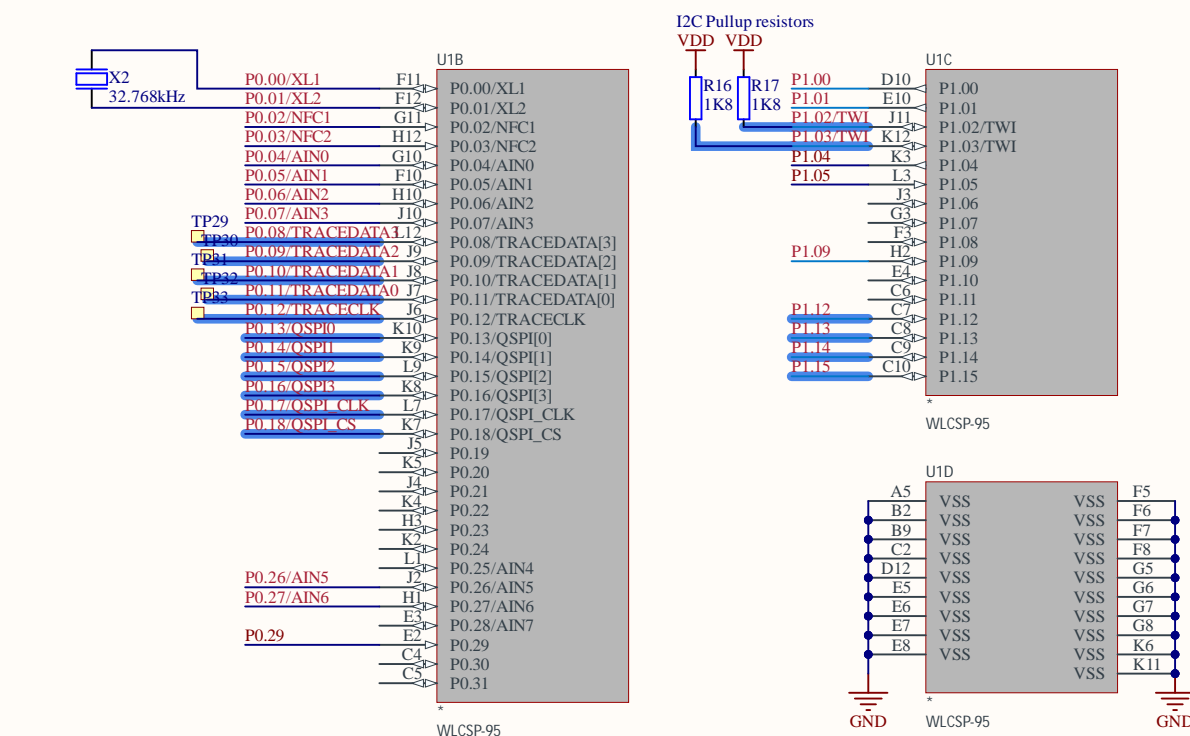 I2C Pullup resistors
VDD VDD
X2
32.768kHz
R16
1K8
R17
1K8
U1B
P0.00/XL1 F11 P0.00/XL1
P0.01/XL2 F12 P0.01/XL2
P0.02/NFC1 G11 P0.02/NFC1
P0.03/NFC2 H12 P0.03/NFC2
P0.04/AIN0 G10 P0.04/AIN0
P0.05/AIN1 F10 P0.05/AIN1
P0.06/AIN2 H10 P0.06/AIN2
P0.07/AIN3 J10 P0.07/AIN3
TP29
P0.08/TRACEDATA3 L12 P0.08/TRACEDATA[3]
TP30
P0.09/TRACEDATA2 J9 P0.09/TRACEDATA[2]
TP31
P0.10/TRACEDATA1 J8 P0.10/TRACEDATA[1]
TP32
P0.11/TRACEDATA0 J7 P0.11/TRACEDATA[0]
TP33
P0.12/TRACECLK J6 P0.12/TRACECLK
P0.13/QSPI0 K10 P0.13/QSPI[0]
P0.14/QSPI1 K9 P0.14/QSPI[1]
P0.15/QSPI2 L9 P0.15/QSPI[2]
P0.16/QSPI3 K8 P0.16/QSPI[3]
P0.17/QSPI_CLK L7 P0.17/QSPI_CLK
P0.18/QSPI_CS K7 P0.18/QSPI_CS
J5 P0.19
K5 P0.20
J4 P0.21
K4 P0.22
H3 P0.23
K2 P0.24
L1 P0.25/AIN4
P0.26/AIN5 J2 P0.26/AIN5
P0.27/AIN6 H1 P0.27/AIN6
E3 P0.28/AIN7
P0.29 E2 P0.29
C4 P0.30
C5 P0.31
*
WLCSP-95
U1C
P1.00 D10 P1.00
P1.01 E10 P1.01
P1.02/TWI J11 P1.02/TWI
P1.03/TWI K12 P1.03/TWI
P1.04 K3 P1.04
P1.05 L3 P1.05
J3 P1.06
G3 P1.07
F3 P1.08
P1.09 H2 P1.09
E4 P1.10
C6 P1.11
P1.12 C7 P1.12
P1.13 C8 P1.13
P1.14 C9 P1.14
P1.15 C10 P1.15
*
WLCSP-95
U1D
A5 VSS VSS F5
B2 VSS VSS F6
B9 VSS VSS F7
C2 VSS VSS F8
D12 VSS VSS G5
E5 VSS VSS G6
E6 VSS VSS G7
E7 VSS VSS G8
E8 VSS VSS K6
VSS K11
*
GND WLCSP-95 GND